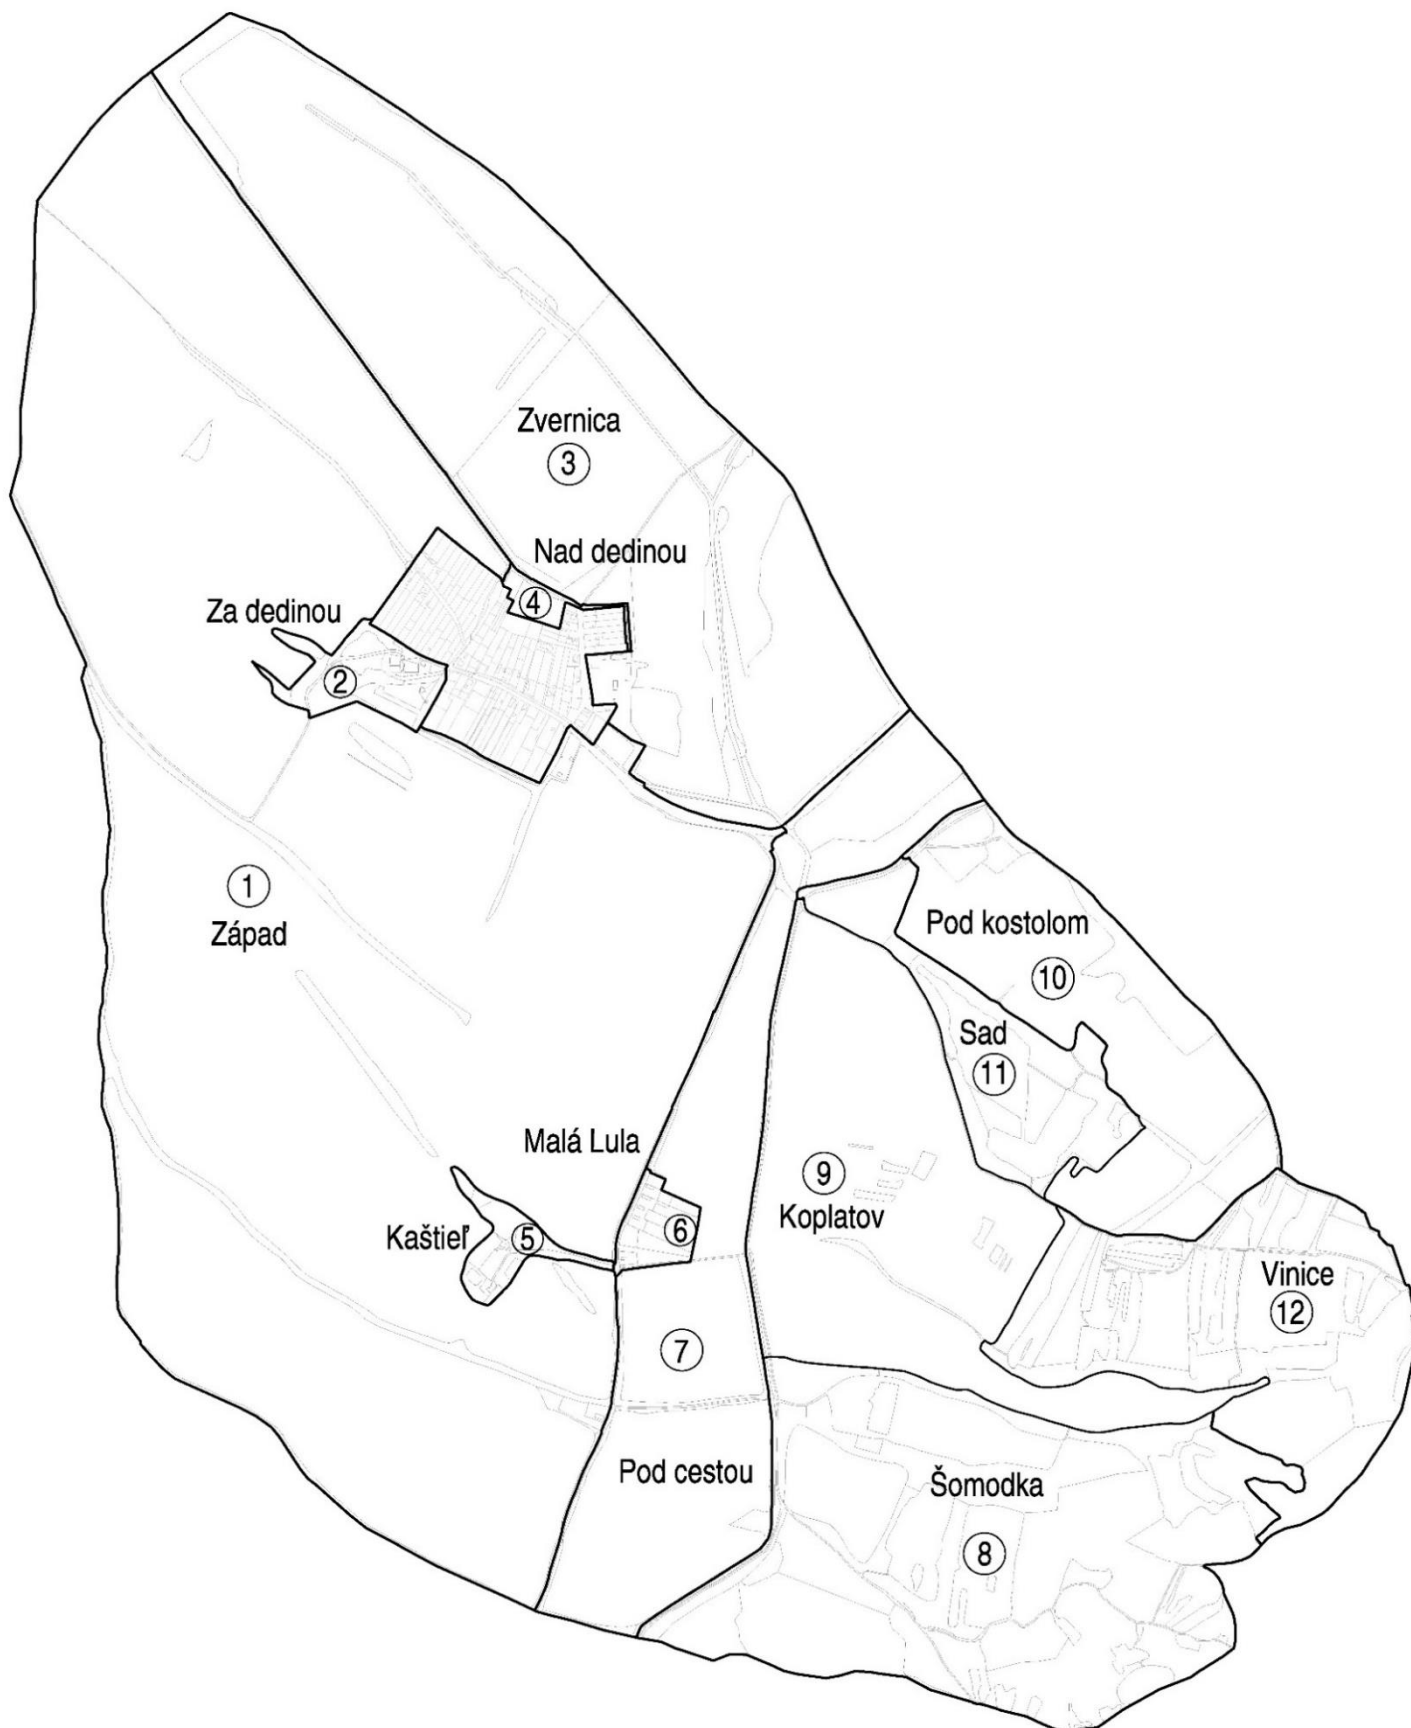 Zvernica
3
Nad dedinou
4
Za dedinou
2
1
Západ
Pod kostolom
10
Sad
11
Malá Lula
6
9
Koplatov
Kaštieľ
5
Vinice
12
7
Pod cestou
Šomodka
8